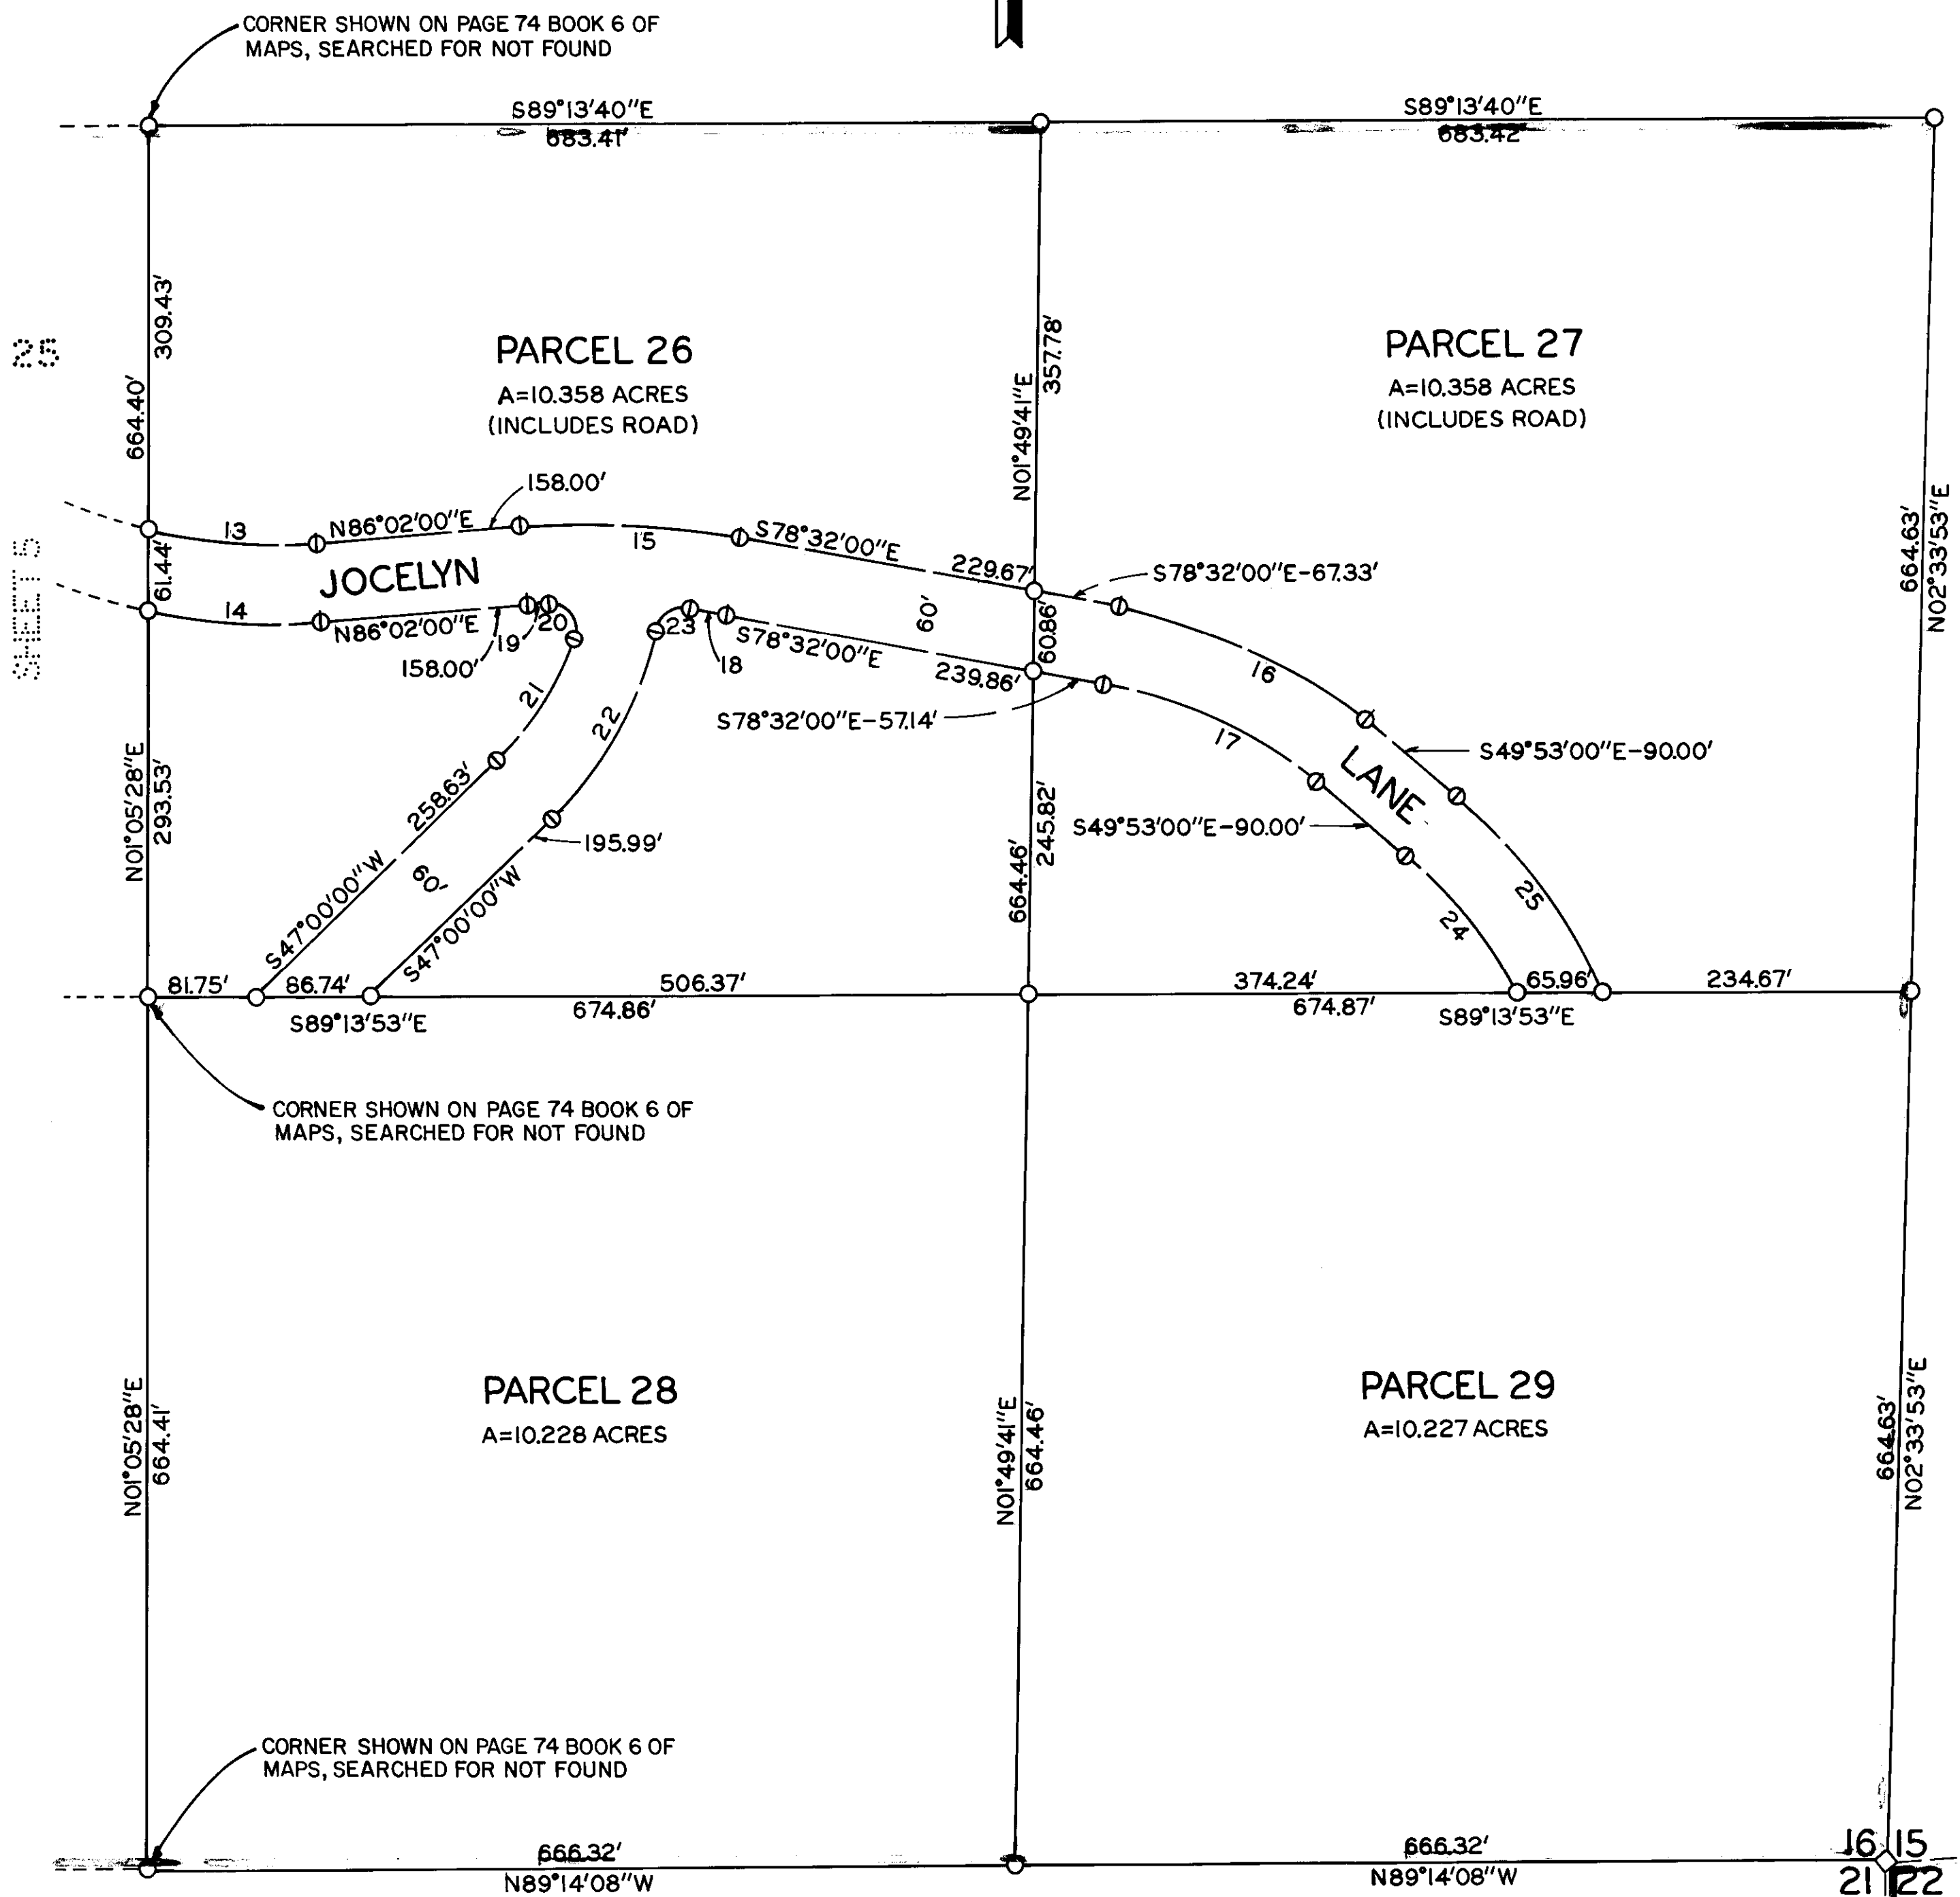 CORNER SHOWN ON PAGE 74 BOOK 6 OF
MAPS, SEARCHED FOR NOT FOUND
S89°13'40"E
683.41'
S89°13'40"E
683.42'
309.43'
664.40'
25
SHEET 5
PARCEL 26
A=10.358 ACRES
(INCLUDES ROAD)
PARCEL 27
A=10.358 ACRES
(INCLUDES ROAD)
357.78'
N01°49'41"E
664.63'
N02°33'53"E
158.00'
13
N86°02'00"E
15
S78°32'00"E
229.67'
S78°32'00"E-67.33'
61.44'
JOCELYN
14
N86°02'00"E
158.00'
19
20
23
18
S78°32'00"E
239.86'
60'
60.86'
S78°32'00"E-57.14'
16
17
21
22
S49°53'00"E-90.00'
LANE
S49°53'00"E-90.00'
N01°05'28"E
293.53'
258.63'
S47°00'00"W
60'
195.99'
S47°00'00"W
245.82'
664.46'
24
25
81.75'
86.74'
506.37'
S89°13'53"E
674.86'
374.24'
65.96'
234.67'
674.87'
S89°13'53"E
CORNER SHOWN ON PAGE 74 BOOK 6 OF
MAPS, SEARCHED FOR NOT FOUND
N01°05'28"E
664.41'
PARCEL 28
A=10.228 ACRES
N01°49'41"E
664.46'
PARCEL 29
A=10.227 ACRES
664.63'
N02°33'53"E
CORNER SHOWN ON PAGE 74 BOOK 6 OF
MAPS, SEARCHED FOR NOT FOUND
666.32'
N89°14'08"W
666.32'
N89°14'08"W
16 15
21 22